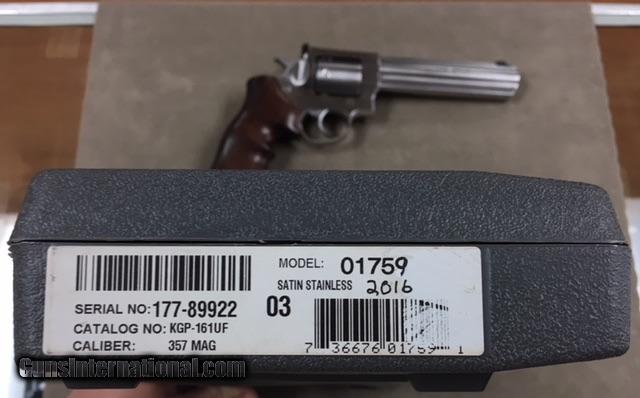 MODEL: 01759
SATIN STAINLESS 2016
SERIAL NO: 177-89922 03
CATALOG NO: KGP-161UF
CALIBER: 357 MAG
7 36676 01759 1
GunsInternational.com